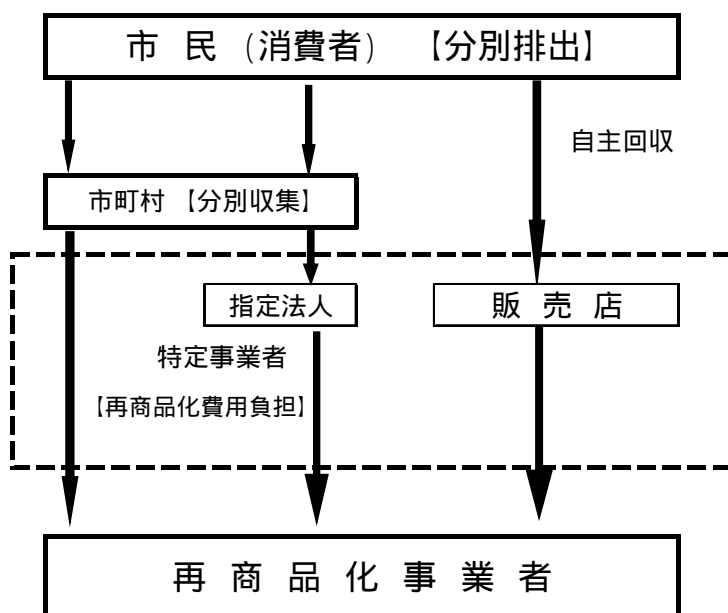 市 民 (消費者) 【分別排出】
自主回収
市町村 【分別収集】
指定法人
販 売 店
特定事業者
【再商品化費用負担】
再 商 品 化 事 業 者